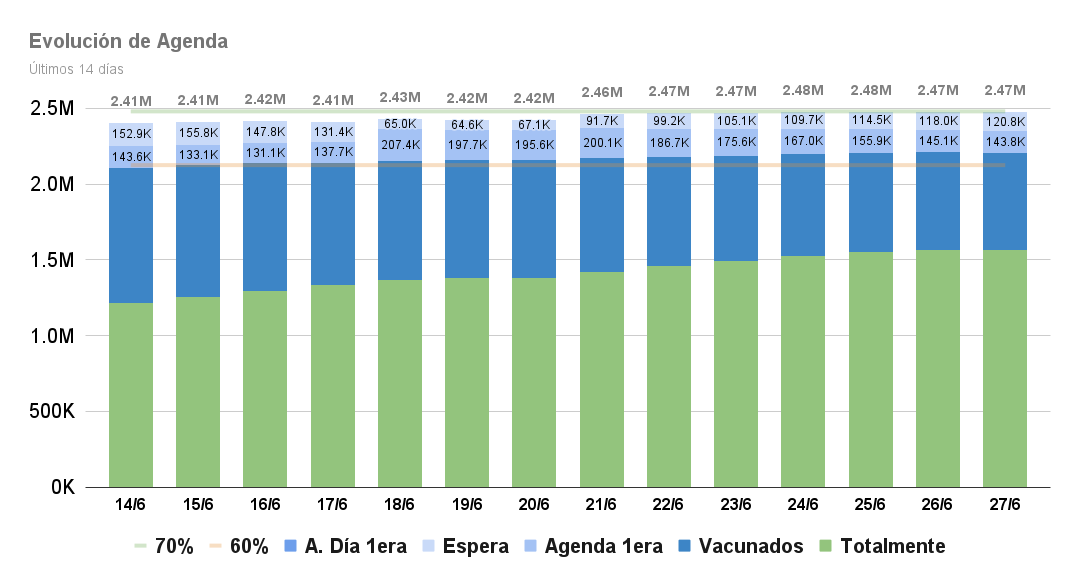 Evolución de Agenda
Últimos 14 días
2.41M 2.41M 2.42M 2.41M 2.43M 2.42M 2.42M 2.46M 2.47M 2.47M 2.48M 2.48M 2.47M 2.47M
2.5M
152.9K 155.8K 147.8K 131.4K 65.0K 64.6K 67.1K 91.7K 99.2K 105.1K 109.7K 114.5K 118.0K 120.8K
143.6K 133.1K 131.1K 137.7K 207.4K 197.7K 195.6K 200.1K 186.7K 175.6K 167.0K 155.9K 145.1K 143.8K
2.0M
1.5M
1.0M
500K
0K
14/6 15/6 16/6 17/6 18/6 19/6 20/6 21/6 22/6 23/6 24/6 25/6 26/6 27/6
70% 60% A. Día 1era Espera Agenda 1era Vacunados Totalmente